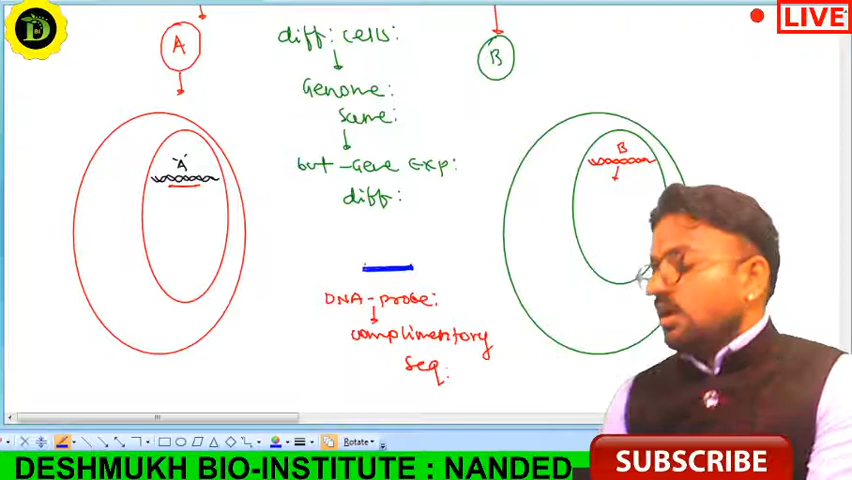 LIVE
D
A
diff: cells:
B
Genome:
Same:
but -Gene Exp:
diff:
'A'
B
DNA-probe:
complimentory
Seq:
Rotate
DESHMUKH BIO-INSTITUTE : NANDED
SUBSCRIBE